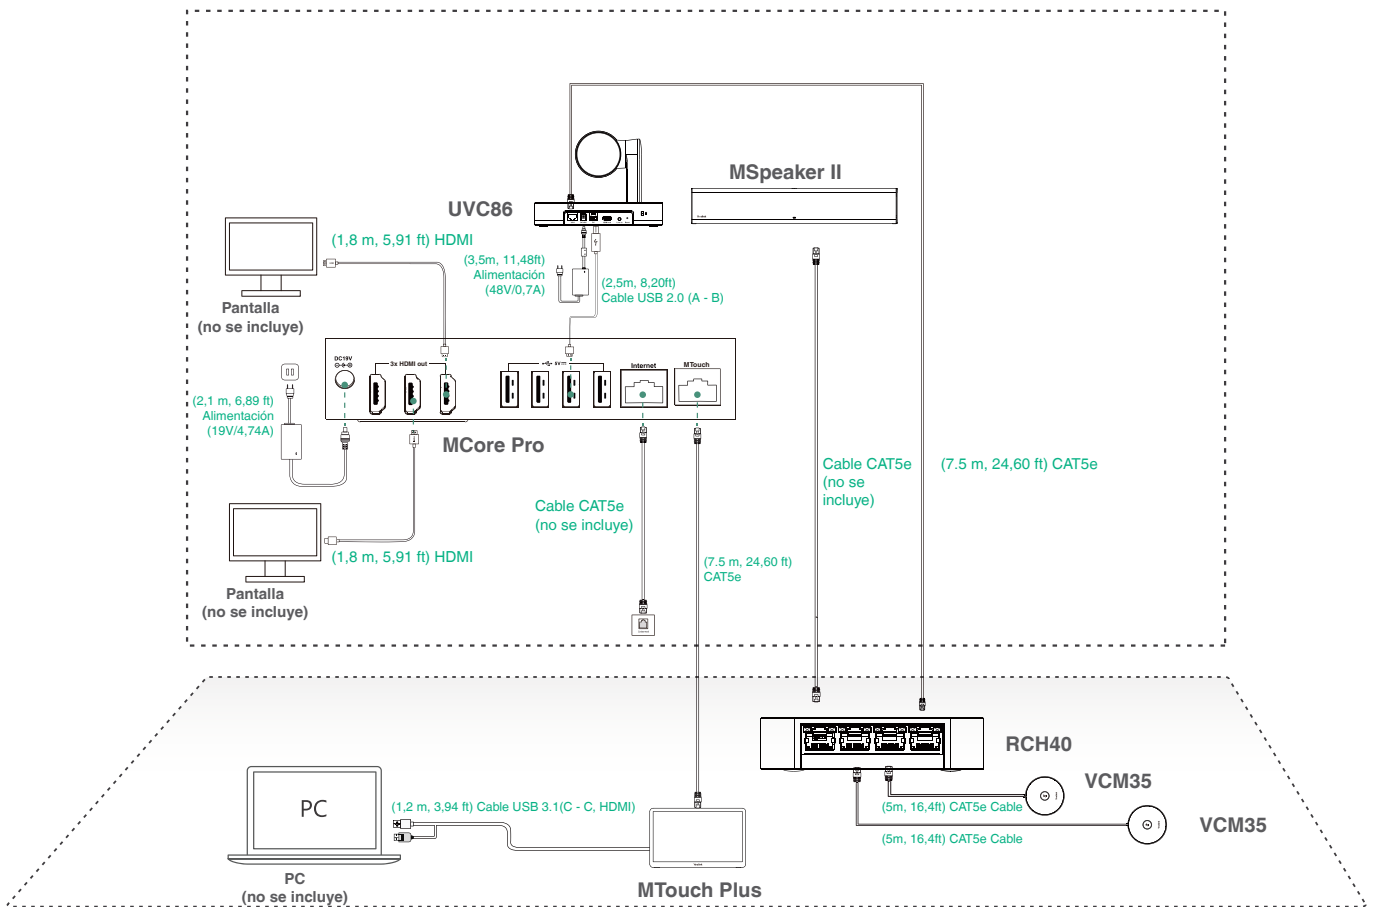 MSpeaker II
UVC86
(1,8 m, 5,91 ft) HDMI
(3,5m, 11,48ft)
Alimentación
(48V/0,7A)
(2,5m, 8,20ft)
Cable USB 2.0 (A - B)
Pantalla
(no se incluye)
DC19V
3x HDMI out
5V
Internet
MTouch
(2,1 m, 6,89 ft)
Alimentación
(19V/4,74A)
MCore Pro
Cable CAT5e
(no se
incluye)
(7.5 m, 24,60 ft) CAT5e
Cable CAT5e
(no se incluye)
(1,8 m, 5,91 ft) HDMI
(7.5 m, 24,60 ft)
CAT5e
Pantalla
(no se incluye)
RCH40
VCM35
(5m, 16,4ft) CAT5e Cable
VCM35
(5m, 16,4ft) CAT5e Cable
PC
(1,2 m, 3,94 ft) Cable USB 3.1(C - C, HDMI)
PC
(no se incluye)
MTouch Plus